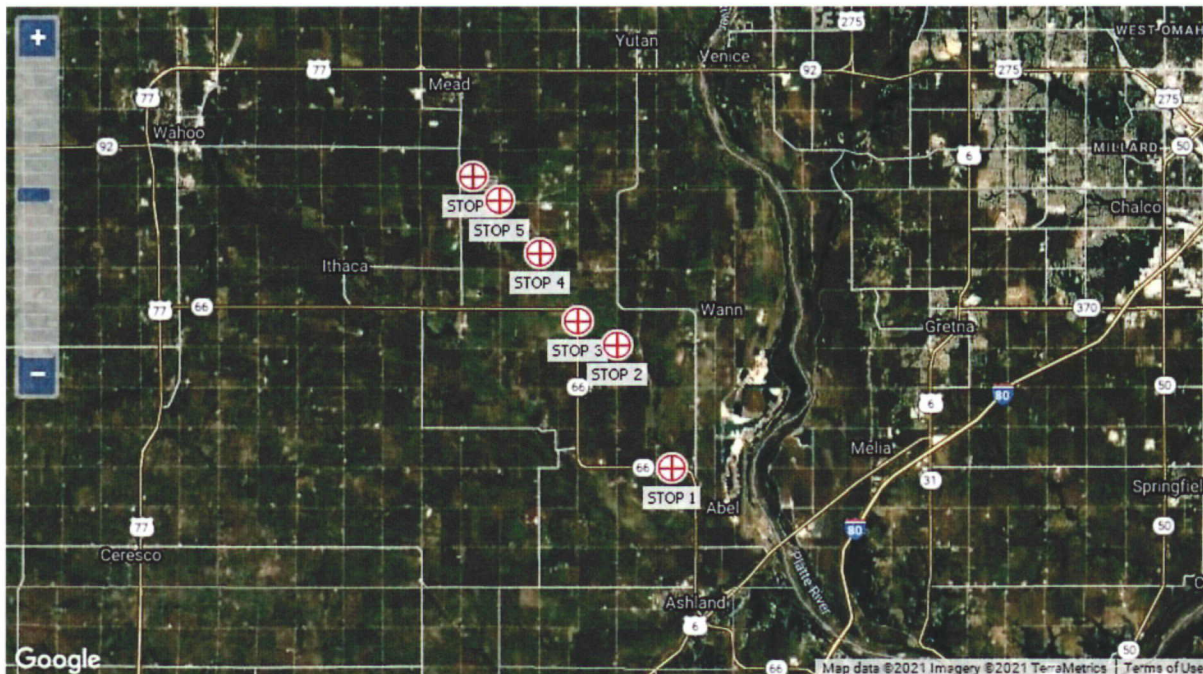 +
275
WEST OMAH
Yutan
Venice
77
92
275
Mead
77
275
Wahoo
92
6
MILLARD
50
STOP
Chalco
STOP 5
Ithaca
STOP 4
77
66
Wann
370
Gretna
STOP 3
STOP 2
66
50
80
6
Melia
66
31
STOP 1
Springfiel
Abel
77
80
50
Ceresco
Platte River
Ashland
6
50
66
Google
Map data ©2021 Imagery ©2021 TerraMetrics
Terms of Use